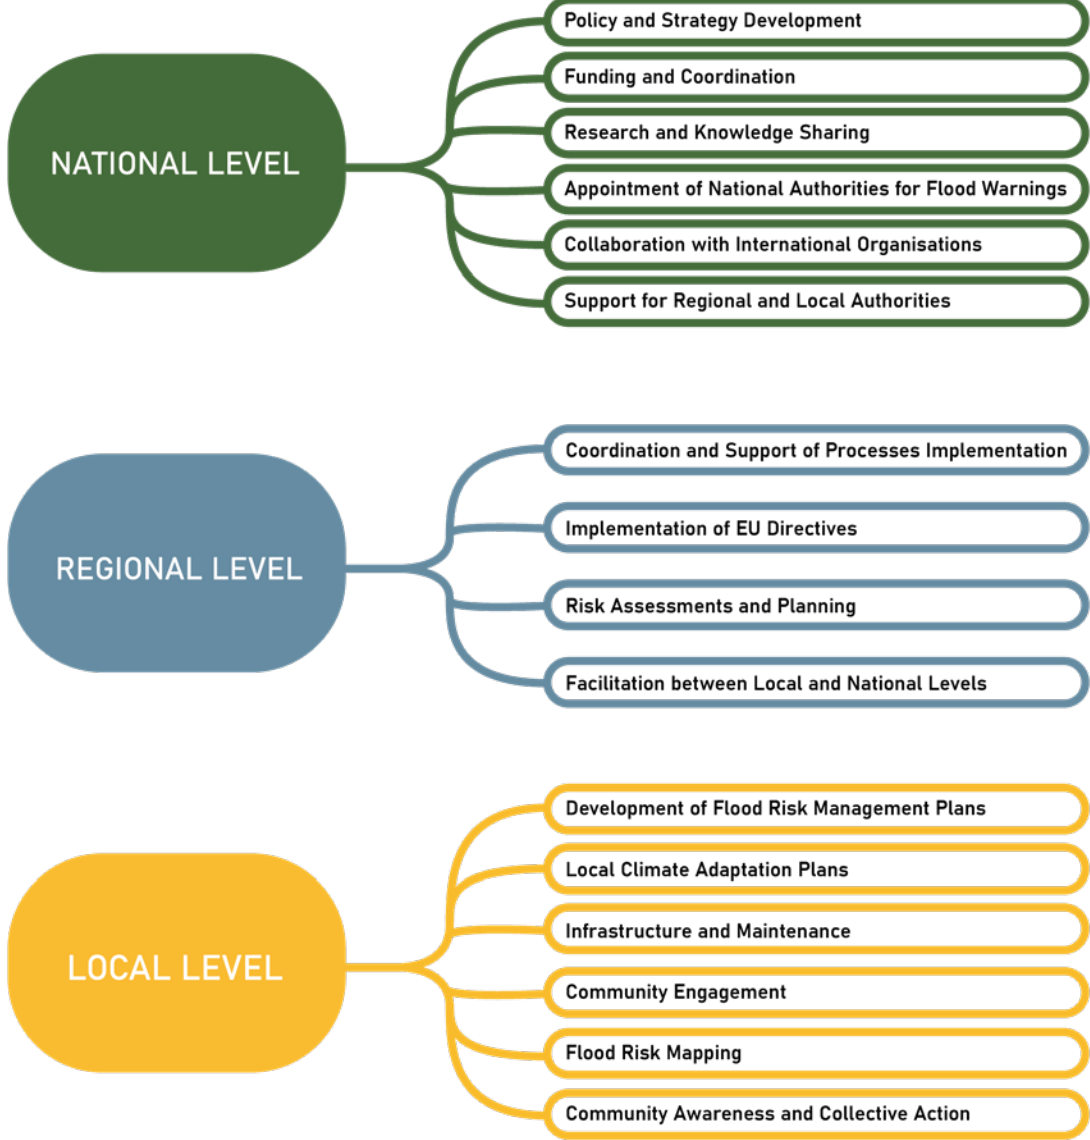 NATIONAL LEVEL
Policy and Strategy Development
Funding and Coordination
Research and Knowledge Sharing
Appointment of National Authorities for Flood Warnings
Collaboration with International Organisations
Support for Regional and Local Authorities
REGIONAL LEVEL
Coordination and Support of Processes Implementation
Implementation of EU Directives
Risk Assessments and Planning
Facilitation between Local and National Levels
LOCAL LEVEL
Development of Flood Risk Management Plans
Local Climate Adaptation Plans
Infrastructure and Maintenance
Community Engagement
Flood Risk Mapping
Community Awareness and Collective Action